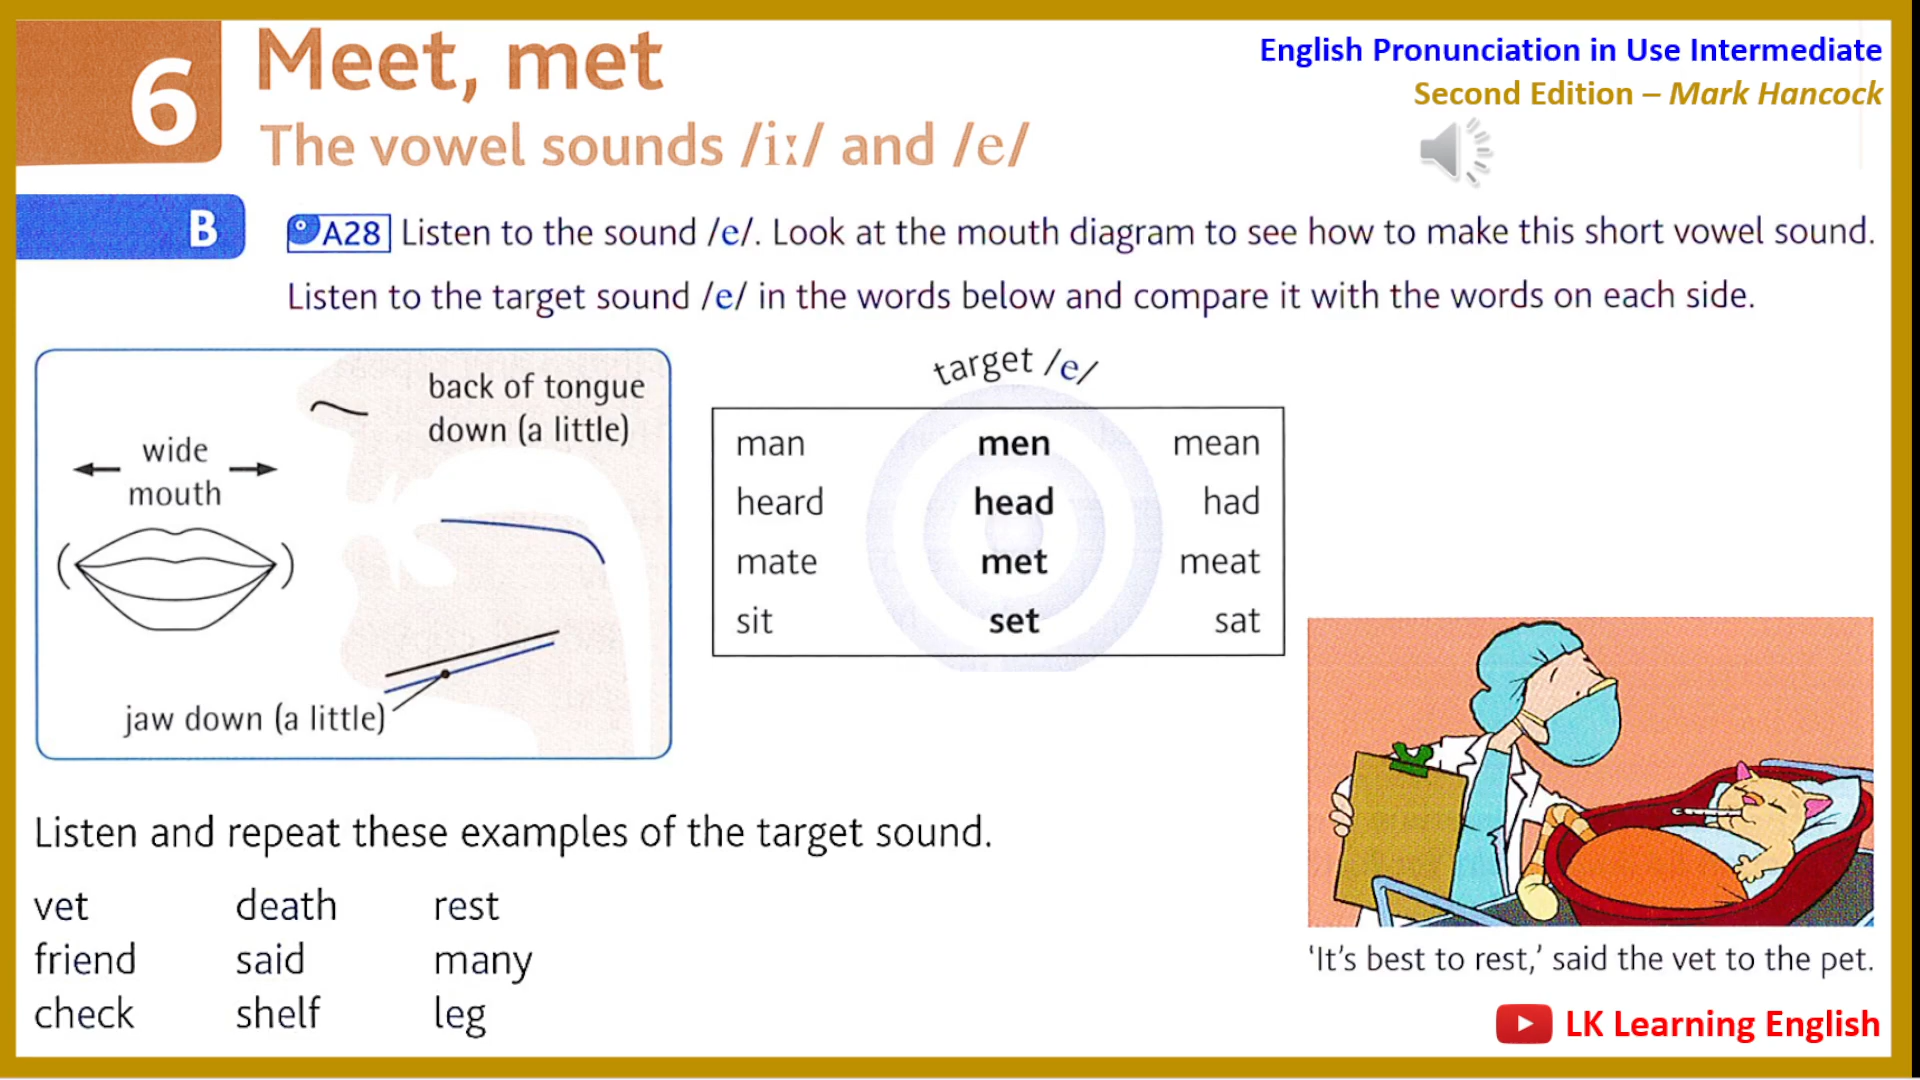 6
Meet, met
The vowel sounds /iː/ and /e/
English Pronunciation in Use Intermediate
Second Edition – Mark Hancock
B
A28 Listen to the sound /e/. Look at the mouth diagram to see how to make this short vowel sound.
Listen to the target sound /e/ in the words below and compare it with the words on each side.
wide
mouth
back of tongue
down (a little)
jaw down (a little)
target /e/
man men mean
heard head had
mate met meat
sit set sat
Listen and repeat these examples of the target sound.
vet death rest
friend said many
check shelf leg
‘It’s best to rest,’ said the vet to the pet.
LK Learning English